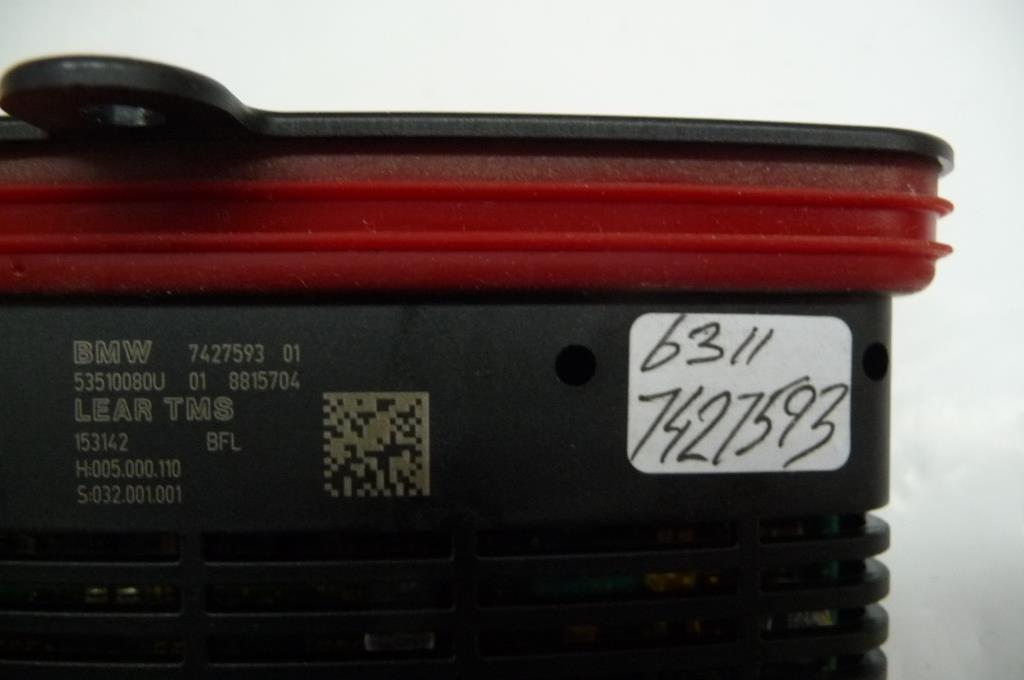 BMW 7427593 01
53510080U 01 8815704
LEAR TMS
153142 BFL
H:005.000.110
S:032.001.001
6311
7427593